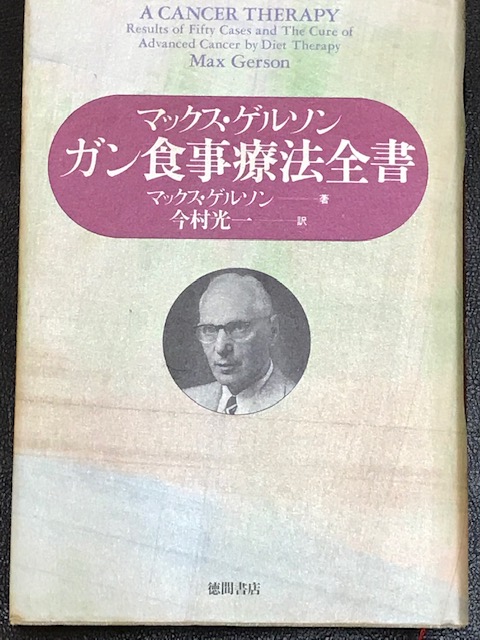 A CANCER THERAPY
Results of Fifty Cases and The Cure of
Advanced Cancer by Diet Therapy
Max Gerson
マックス・ゲルソン
ガン食事療法全書
マックス・ゲルソン――著
今村光一――訳
徳間書店